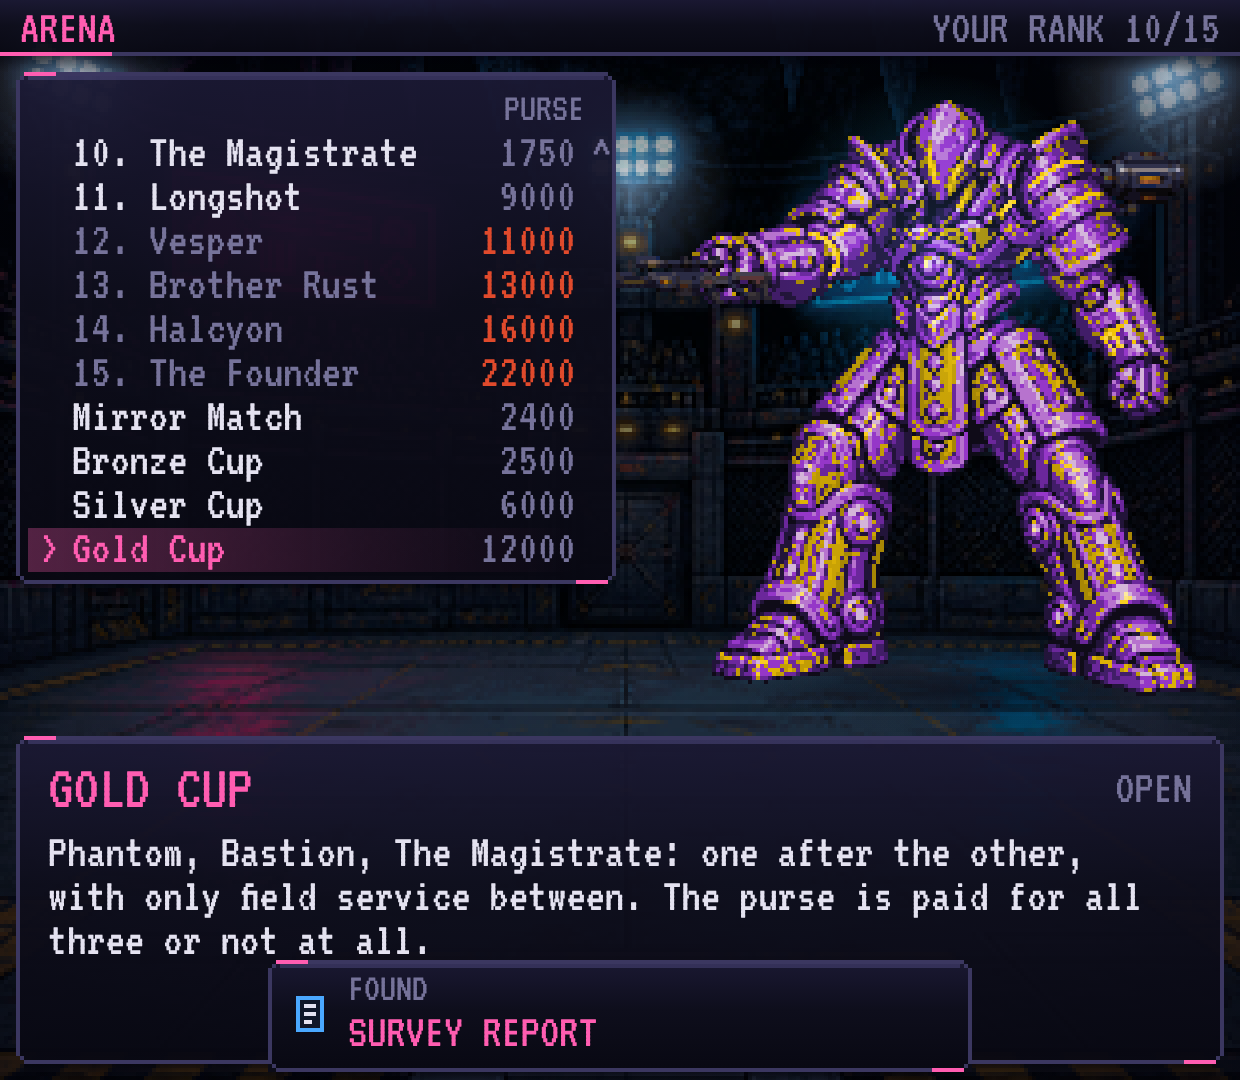 ARENA
YOUR RANK 10/15
PURSE
10. The Magistrate 1750 ^
11. Longshot 9000
12. Vesper 11000
13. Brother Rust 13000
14. Halcyon 16000
15. The Founder 22000
Mirror Match 2400
Bronze Cup 2500
Silver Cup 6000
> Gold Cup 12000
GOLD CUP
OPEN
Phantom, Bastion, The Magistrate: one after the other,
with only field service between. The purse is paid for all
three or not at all.
FOUND
SURVEY REPORT